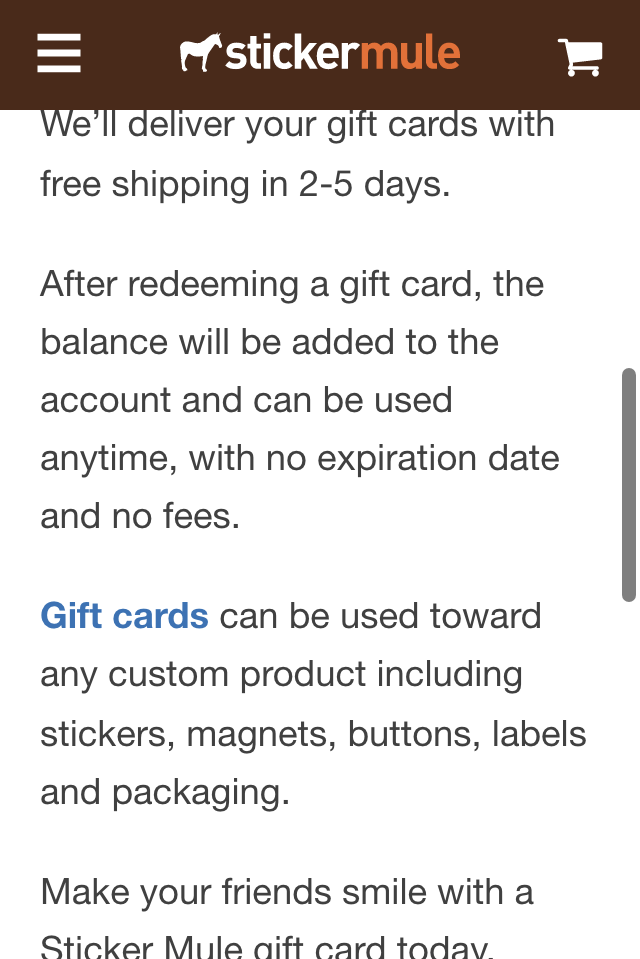 stickermule
We’ll deliver your gift cards with
free shipping in 2-5 days.
After redeeming a gift card, the
balance will be added to the
account and can be used
anytime, with no expiration date
and no fees.
Gift cards can be used toward
any custom product including
stickers, magnets, buttons, labels
and packaging.
Make your friends smile with a
Sticker Mule gift card today.